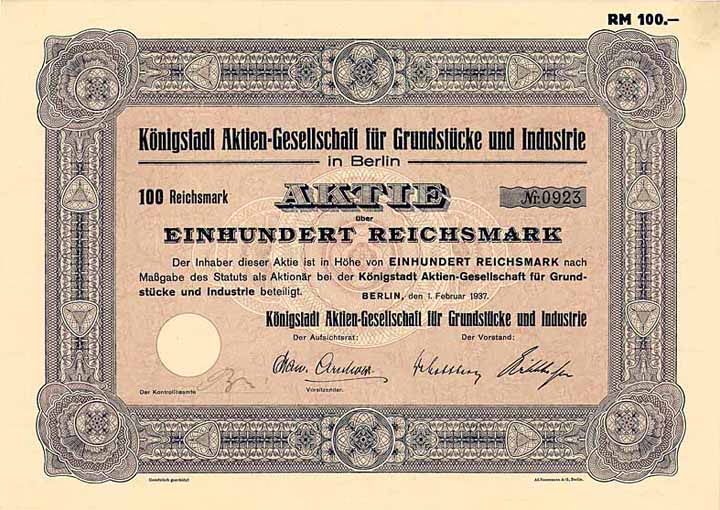 RM 100.—
Königstadt Aktien-Gesellschaft für Grundstücke und Industrie
in Berlin
100 Reichsmark AKTIE Nr. 0923
über
EINHUNDERT REICHSMARK
Der Inhaber dieser Aktie ist in Höhe von EINHUNDERT REICHSMARK nach
Maßgabe des Statuts als Aktionär bei der Königstadt Aktien-Gesellschaft für Grund-
stücke und Industrie beteiligt.
BERLIN, den 1. Februar 1937.
Königstadt Aktien-Gesellschaft für Grundstücke und Industrie
Der Aufsichtsrat: Der Vorstand:
Der Kontrollbeamte
Vorsitzender.
Gesetzlich geschützt